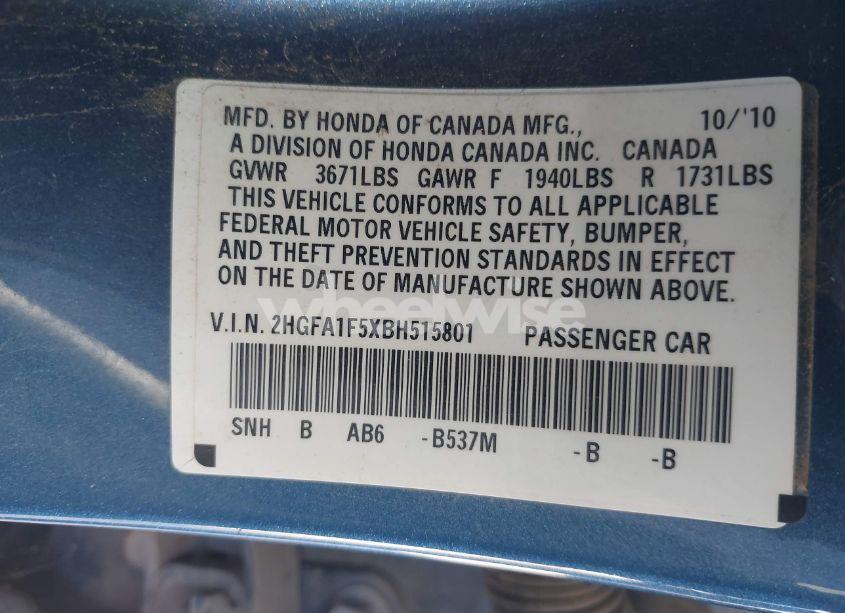 MFD. BY HONDA OF CANADA MFG., 10/'10
A DIVISION OF HONDA CANADA INC. CANADA
GVWR 3671LBS GAWR F 1940LBS R 1731LBS
THIS VEHICLE CONFORMS TO ALL APPLICABLE
FEDERAL MOTOR VEHICLE SAFETY, BUMPER,
AND THEFT PREVENTION STANDARDS IN EFFECT
ON THE DATE OF MANUFACTURE SHOWN ABOVE.
wheelwise
V.I.N. 2HGFA1F5XBH515801 PASSENGER CAR
SNH B AB6 -B537M -B -B